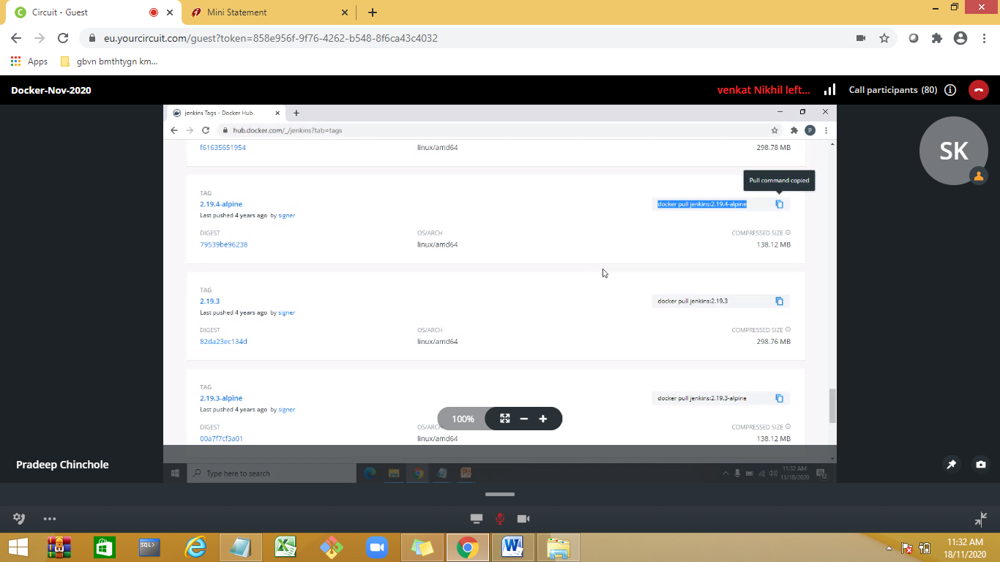 Circuit - Guest
Mini Statement
eu.yourcircuit.com/guest?token=858e956f-9f76-4262-b548-8f6ca43c4032
Apps
gbvn bmthtygn km...
Docker-Nov-2020
venkat Nikhil left...
Call participants (80)
jenkins Tags - Docker Hub
hub.docker.com/_/jenkins?tab=tags
P
SK
f61635651954
linux/amd64
298.78 MB
Pull command copied
TAG
2.19.4-alpine
docker pull jenkins:2.19.4-alpine
Last pushed 4 years ago by signer
DIGEST
OS/ARCH
COMPRESSED SIZE
79539be96238
linux/amd64
138.12 MB
TAG
2.19.3
docker pull jenkins:2.19.3
Last pushed 4 years ago by signer
DIGEST
OS/ARCH
COMPRESSED SIZE
82da23ec134d
linux/amd64
298.76 MB
TAG
2.19.3-alpine
docker pull jenkins:2.19.3-alpine
Last pushed 4 years ago by signer
100%
DIGEST
OS/ARCH
COMPRESSED SIZE
00a7f7cf3a01
linux/amd64
138.12 MB
Pradeep Chinchole
Type here to search
11:32 AM
11/18/2020
SQL>
11:32 AM
18/11/2020